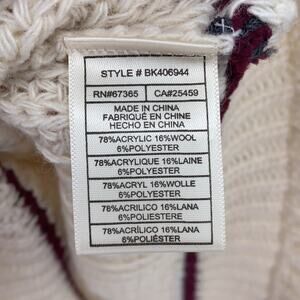 STYLE # BK406944
RN#67365 CA#25459
MADE IN CHINA
FABRIQUÉ EN CHINE
HECHO EN CHINA
78%ACRYLIC 16%WOOL
6%POLYESTER
78%ACRYLIQUE 16%LAINE
6%POLYESTER
78%ACRYL 16%WOLLE
6%POLYESTER
78%ACRILICO 16%LANA
6%POLIESTERE
78%ACRÍLICO 16%LANA
6%POLIÉSTER